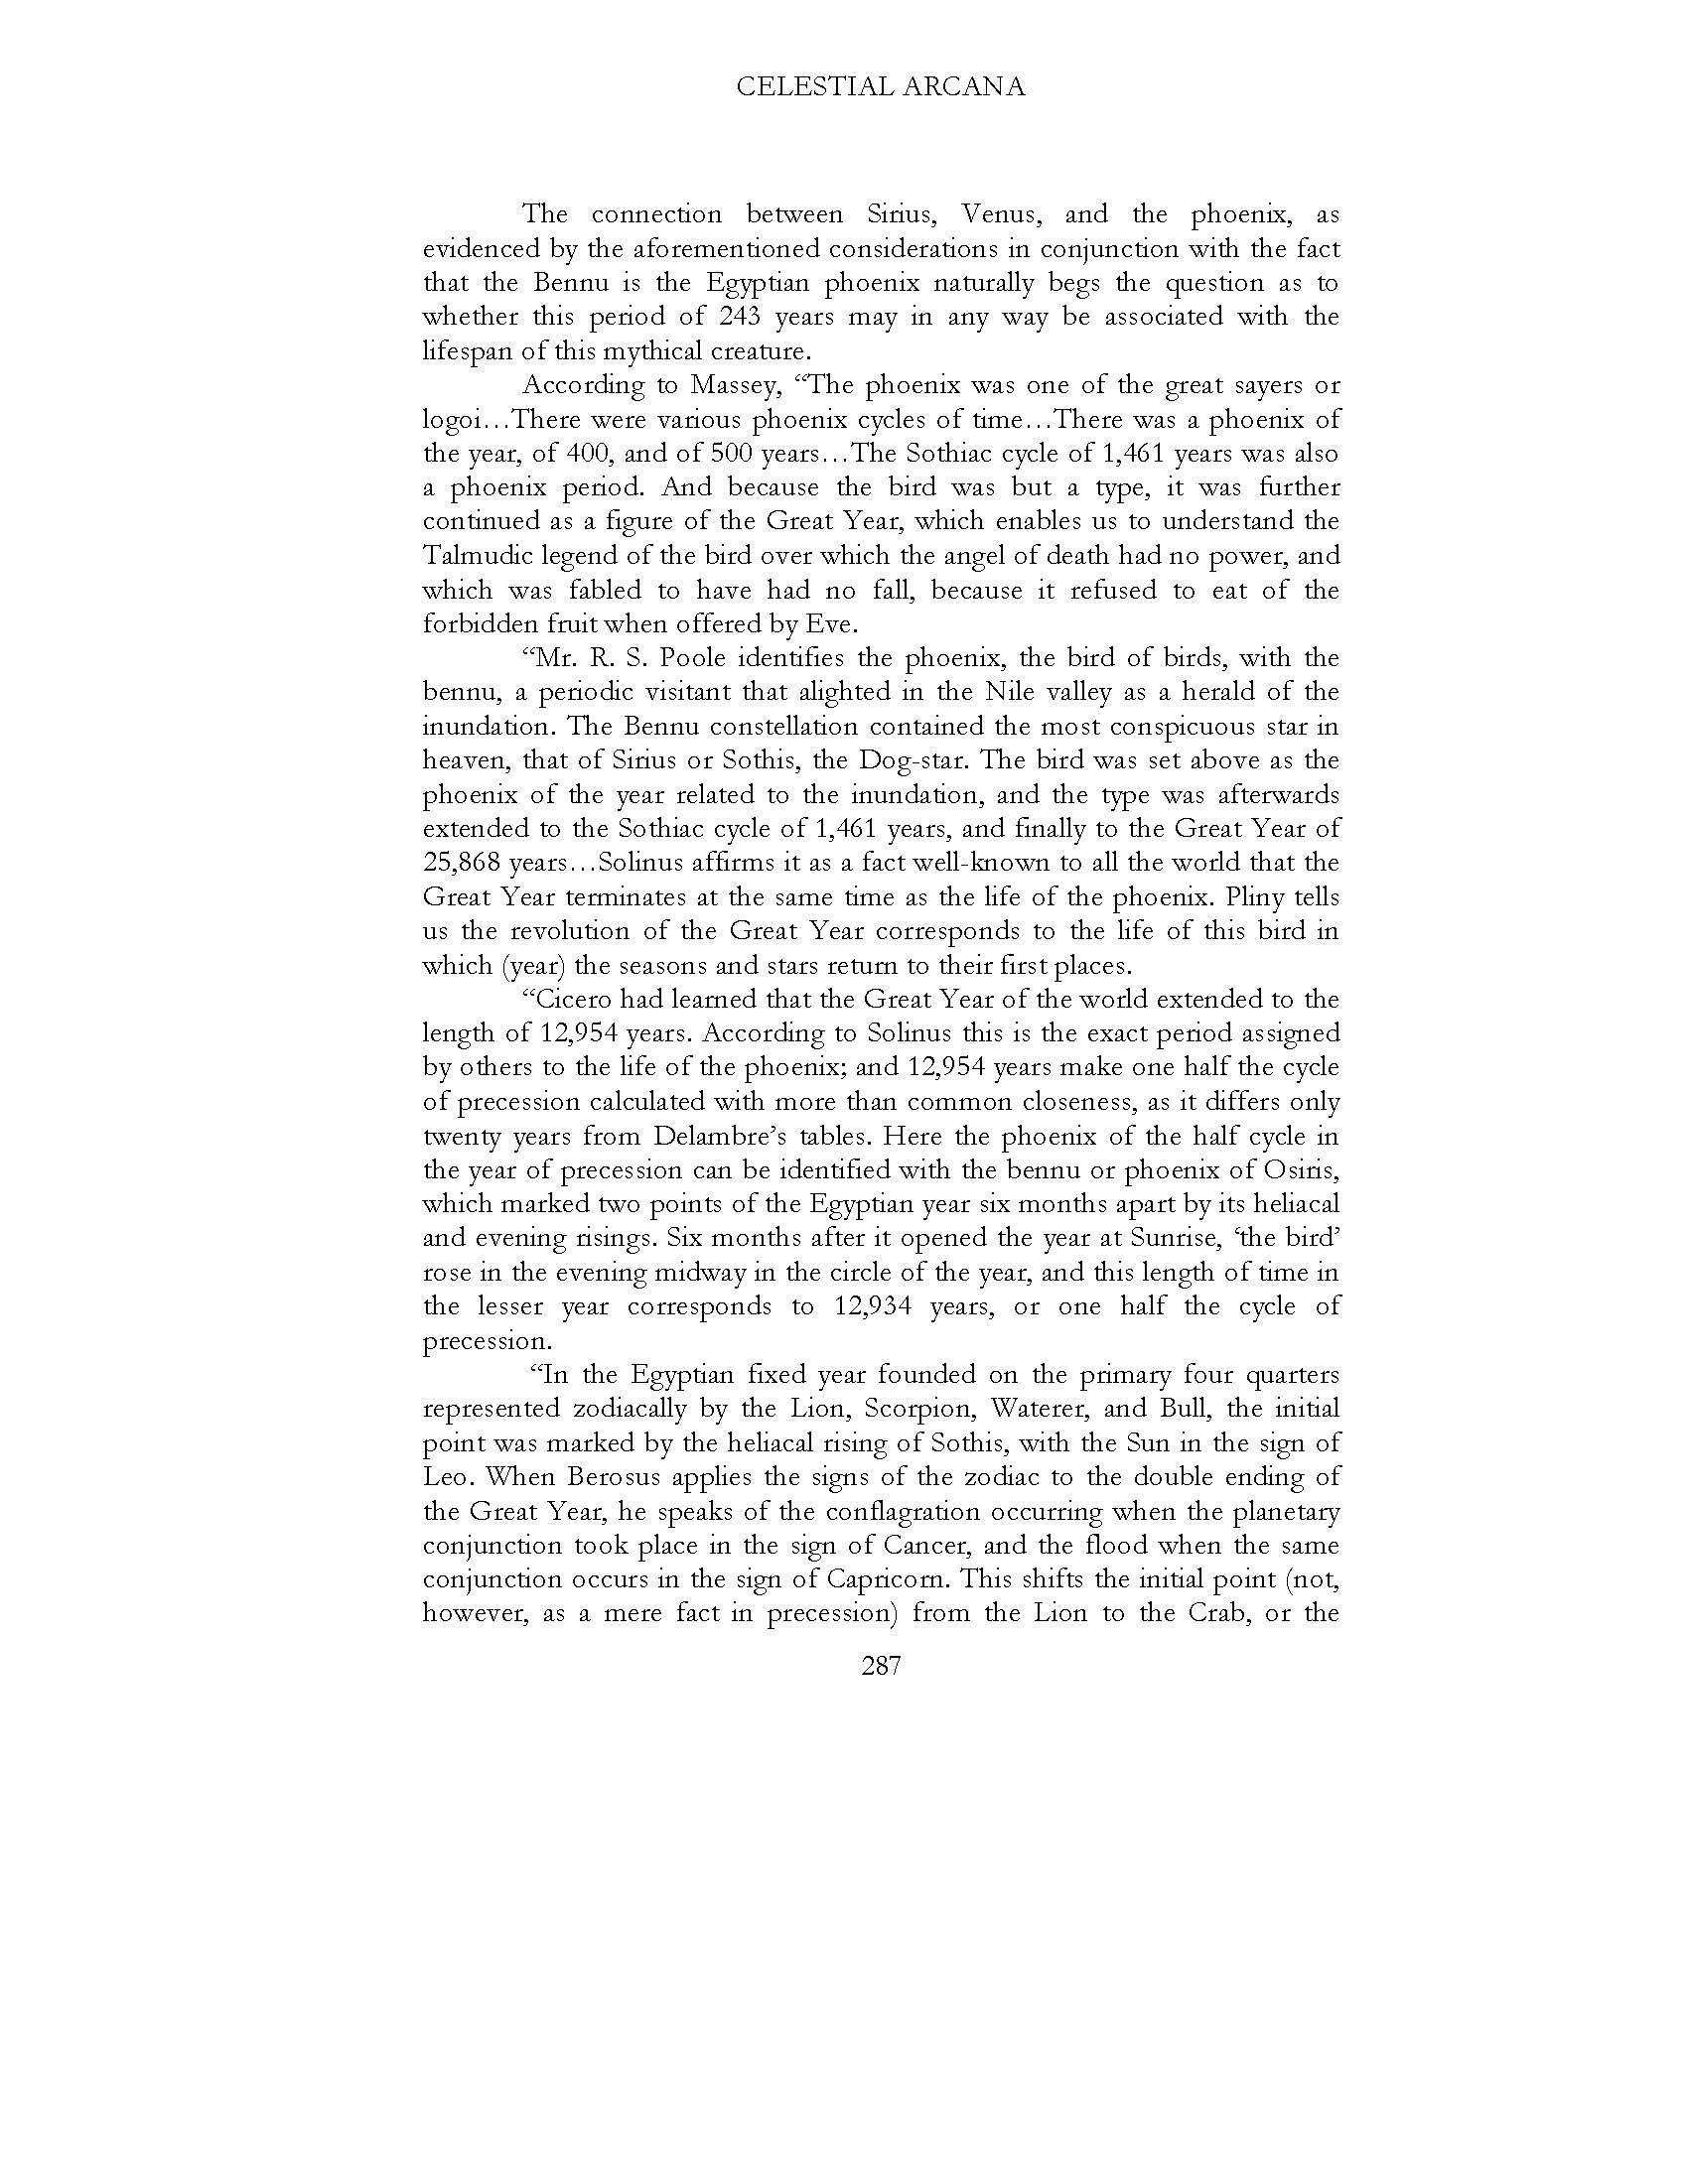 CELESTIAL ARCANA
The connection between Sirius, Venus, and the phoenix, as
evidenced by the aforementioned considerations in conjunction with the fact
that the Bennu is the Egyptian phoenix naturally begs the question as to
whether this period of 243 years may in any way be associated with the
lifespan of this mythical creature.
According to Massey, “The phoenix was one of the great sayers or
logoi…There were various phoenix cycles of time…There was a phoenix of
the year, of 400, and of 500 years…The Sothiac cycle of 1,461 years was also
a phoenix period. And because the bird was but a type, it was further
continued as a figure of the Great Year, which enables us to understand the
Talmudic legend of the bird over which the angel of death had no power, and
which was fabled to have had no fall, because it refused to eat of the
forbidden fruit when offered by Eve.
“Mr. R. S. Poole identifies the phoenix, the bird of birds, with the
bennu, a periodic visitant that alighted in the Nile valley as a herald of the
inundation. The Bennu constellation contained the most conspicuous star in
heaven, that of Sirius or Sothis, the Dog-star. The bird was set above as the
phoenix of the year related to the inundation, and the type was afterwards
extended to the Sothiac cycle of 1,461 years, and finally to the Great Year of
25,868 years…Solinus affirms it as a fact well-known to all the world that the
Great Year terminates at the same time as the life of the phoenix. Pliny tells
us the revolution of the Great Year corresponds to the life of this bird in
which (year) the seasons and stars return to their first places.
“Cicero had learned that the Great Year of the world extended to the
length of 12,954 years. According to Solinus this is the exact period assigned
by others to the life of the phoenix; and 12,954 years make one half the cycle
of precession calculated with more than common closeness, as it differs only
twenty years from Delambre’s tables. Here the phoenix of the half cycle in
the year of precession can be identified with the bennu or phoenix of Osiris,
which marked two points of the Egyptian year six months apart by its heliacal
and evening risings. Six months after it opened the year at Sunrise, ‘the bird’
rose in the evening midway in the circle of the year, and this length of time in
the lesser year corresponds to 12,934 years, or one half the cycle of
precession.
“In the Egyptian fixed year founded on the primary four quarters
represented zodiacally by the Lion, Scorpion, Waterer, and Bull, the initial
point was marked by the heliacal rising of Sothis, with the Sun in the sign of
Leo. When Berosus applies the signs of the zodiac to the double ending of
the Great Year, he speaks of the conflagration occurring when the planetary
conjunction took place in the sign of Cancer, and the flood when the same
conjunction occurs in the sign of Capricorn. This shifts the initial point (not,
however, as a mere fact in precession) from the Lion to the Crab, or the
287